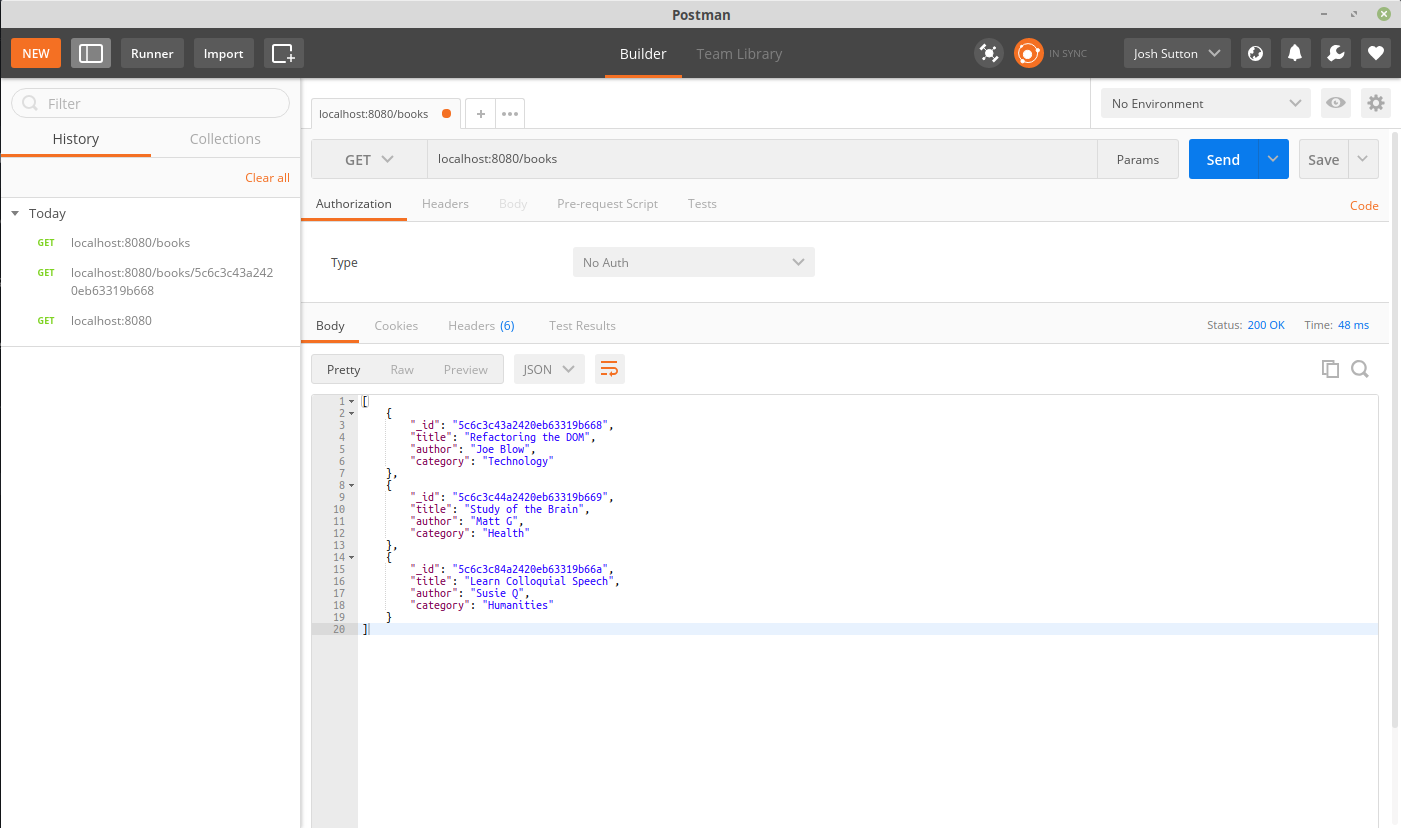 Postman
NEW Runner Import Builder Team Library IN SYNC Josh Sutton
Filter
History Collections
Clear all
Today
GET localhost:8080/books
GET localhost:8080/books/5c6c3c43a242
0eb63319b668
GET localhost:8080
localhost:8080/books + No Environment
GET localhost:8080/books Params Send Save
Authorization Headers Body Pre-request Script Tests Code
Type No Auth
Body Cookies Headers (6) Test Results Status: 200 OK Time: 48 ms
Pretty Raw Preview JSON
1 [
2 {
3 "_id": "5c6c3c43a2420eb63319b668",
4 "title": "Refactoring the DOM",
5 "author": "Joe Blow",
6 "category": "Technology"
7 },
8 {
9 "_id": "5c6c3c44a2420eb63319b669",
10 "title": "Study of the Brain",
11 "author": "Matt G",
12 "category": "Health"
13 },
14 {
15 "_id": "5c6c3c84a2420eb63319b66a",
16 "title": "Learn Colloquial Speech",
17 "author": "Susie Q",
18 "category": "Humanities"
19 }
20 ]